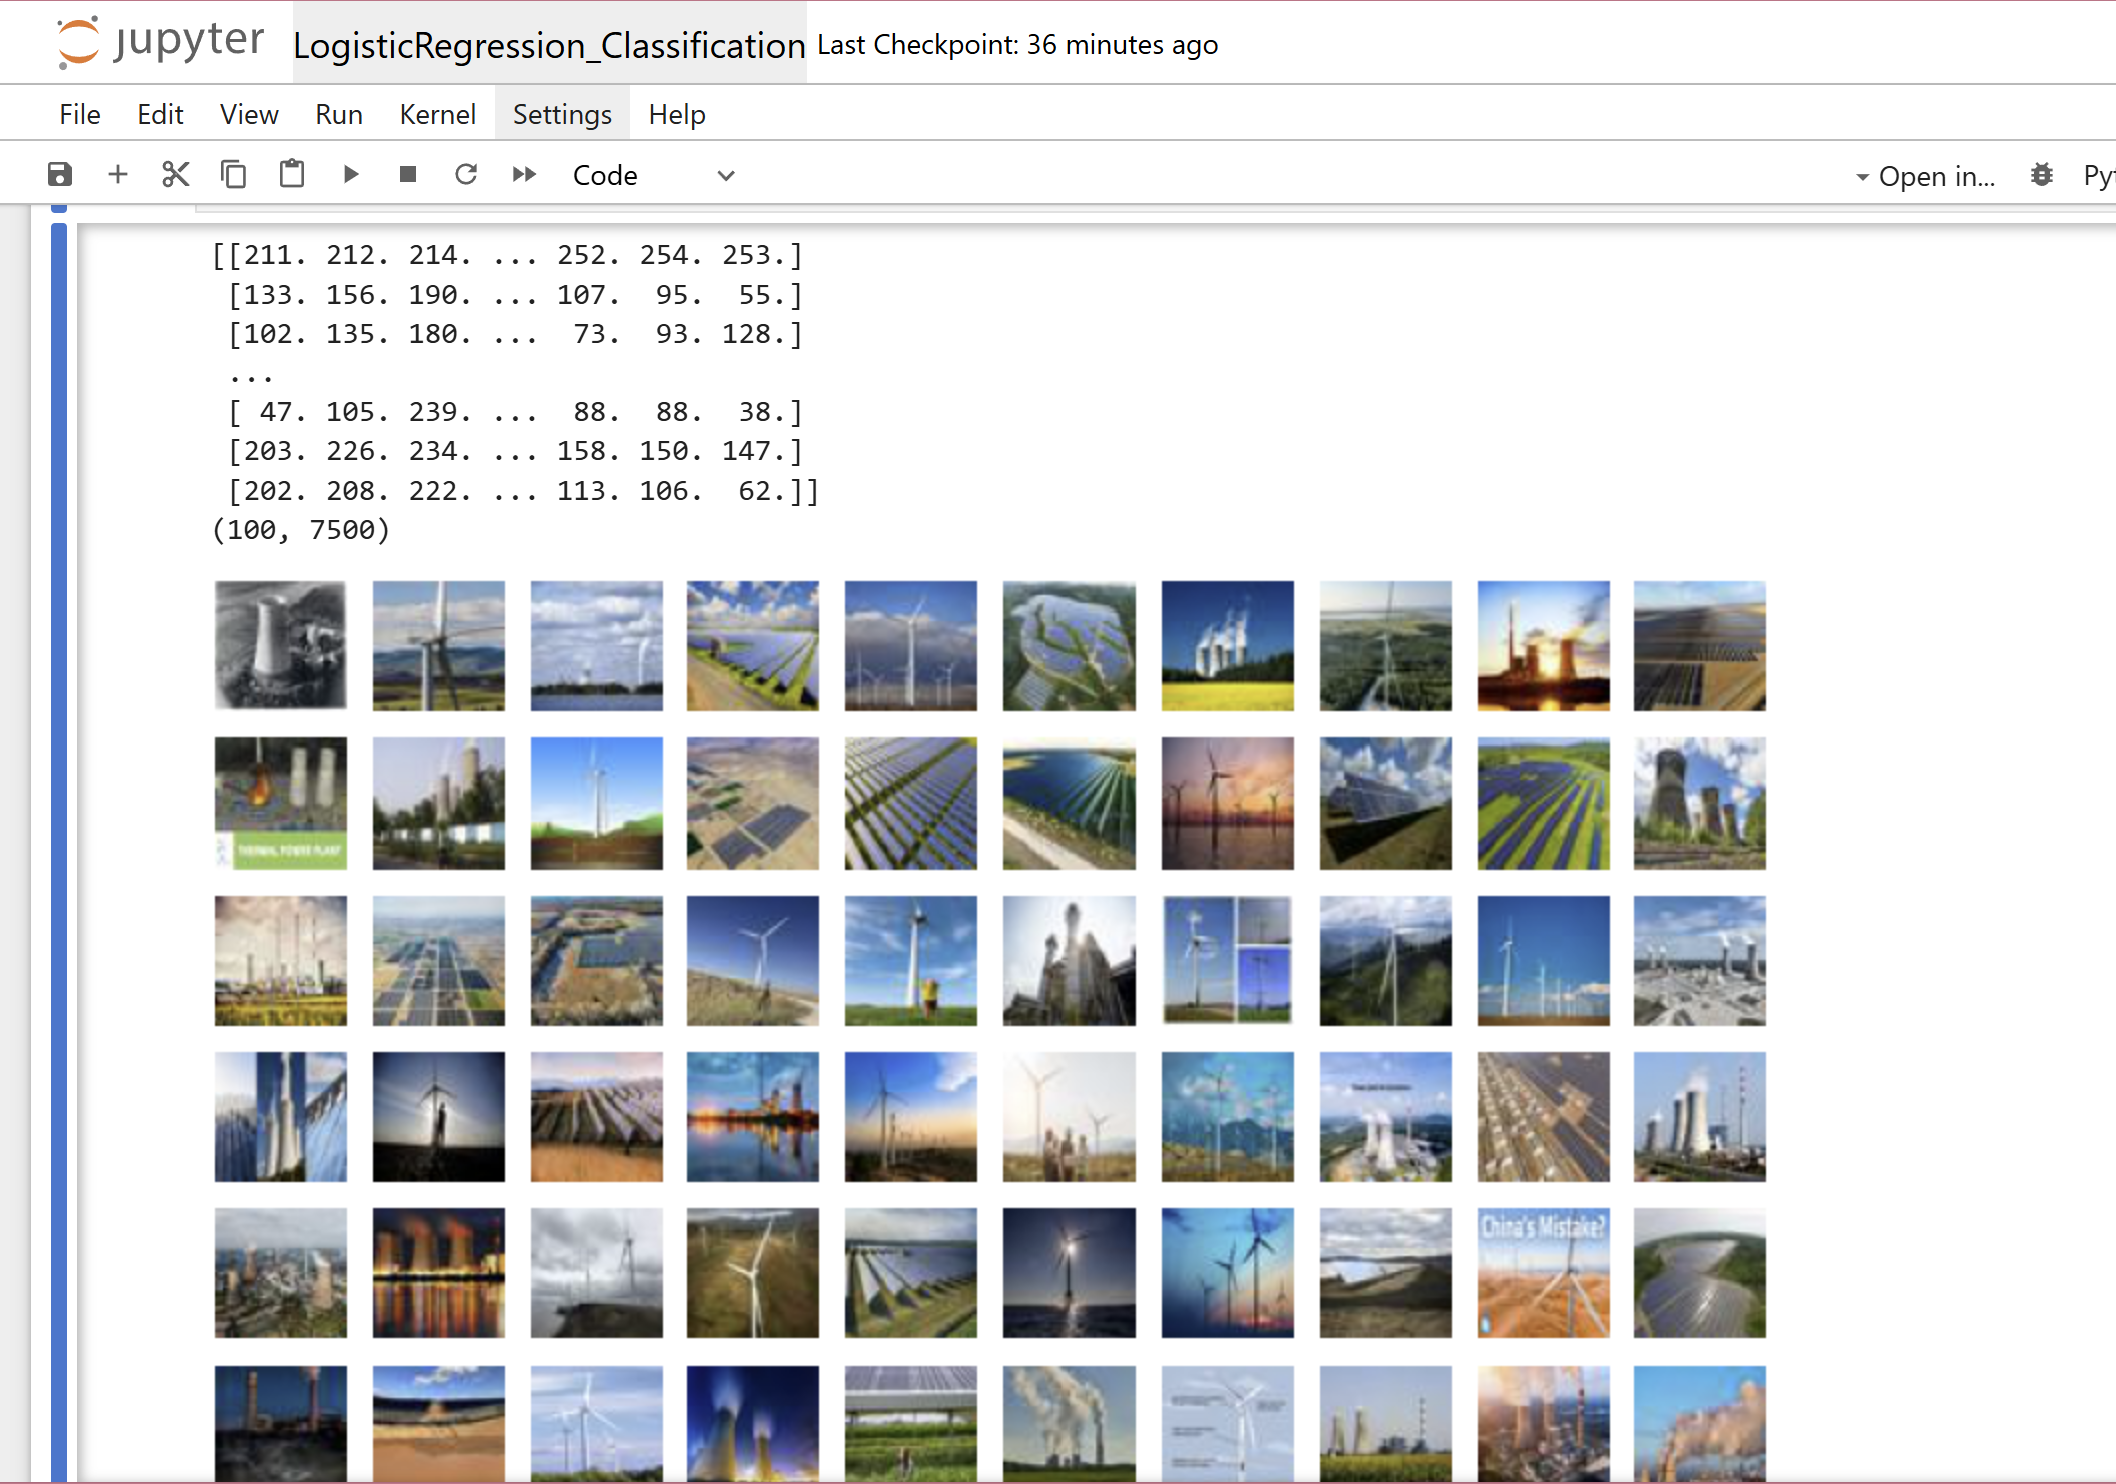 jupyter LogisticRegression_Classification Last Checkpoint: 36 minutes ago
File Edit View Run Kernel Settings Help
Code Open in...
[[211. 212. 214. ... 252. 254. 253.]
[133. 156. 190. ... 107. 95. 55.]
[102. 135. 180. ... 73. 93. 128.]
...
[ 47. 105. 239. ... 88. 88. 38.]
[203. 226. 234. ... 158. 150. 147.]
[202. 208. 222. ... 113. 106. 62.]]
(100, 7500)
THERMAL POWER PLANT
China's Mistake?